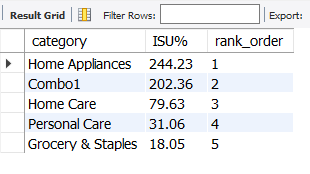 Result Grid Filter Rows: Export:
category ISU% rank_order
Home Appliances 244.23 1
Combo1 202.36 2
Home Care 79.63 3
Personal Care 31.06 4
Grocery & Staples 18.05 5